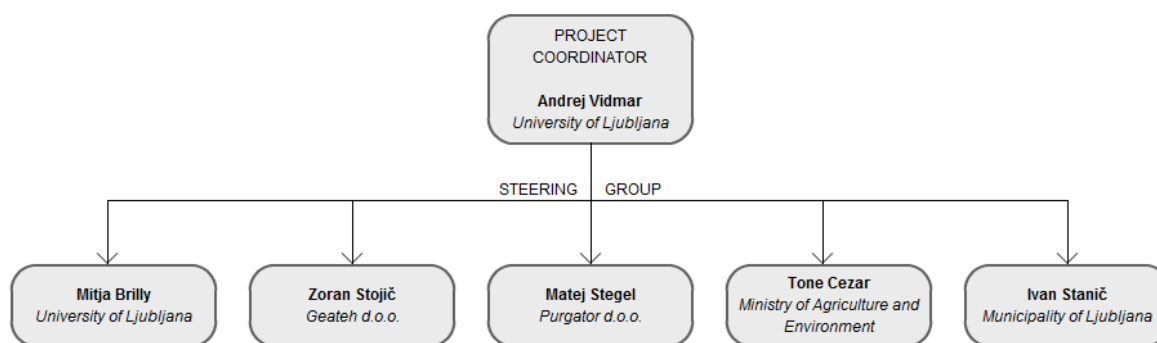 PROJECT
COORDINATOR
Andrej Vidmar
University of Ljubljana
STEERING GROUP
Mitja Brilly
University of Ljubljana
Zoran Stojič
Geateh d.o.o.
Matej Stegel
Purgator d.o.o.
Tone Cezar
Ministry of Agriculture and
Environment
Ivan Stanič
Municipality of Ljubljana